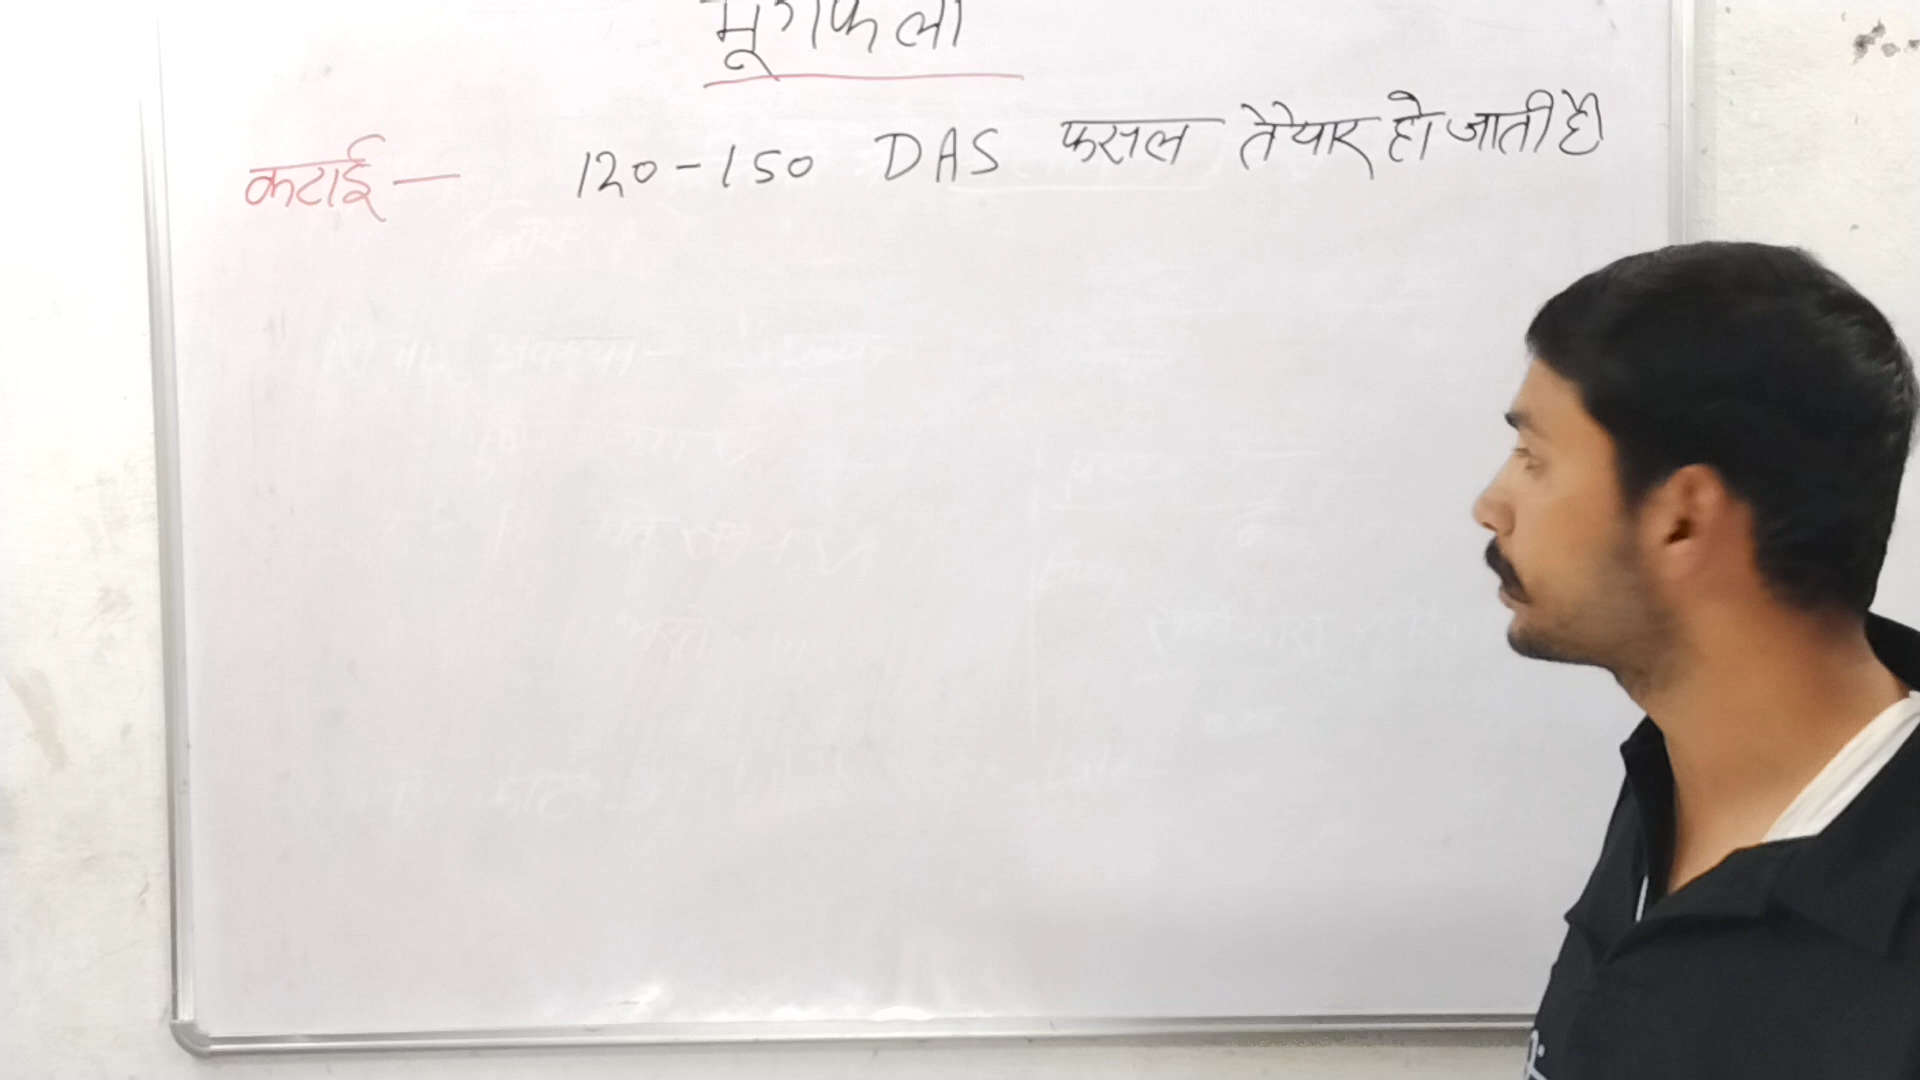 मूंगफली
कटाई — 120-150 DAS फसल तैयार हो जाती है।